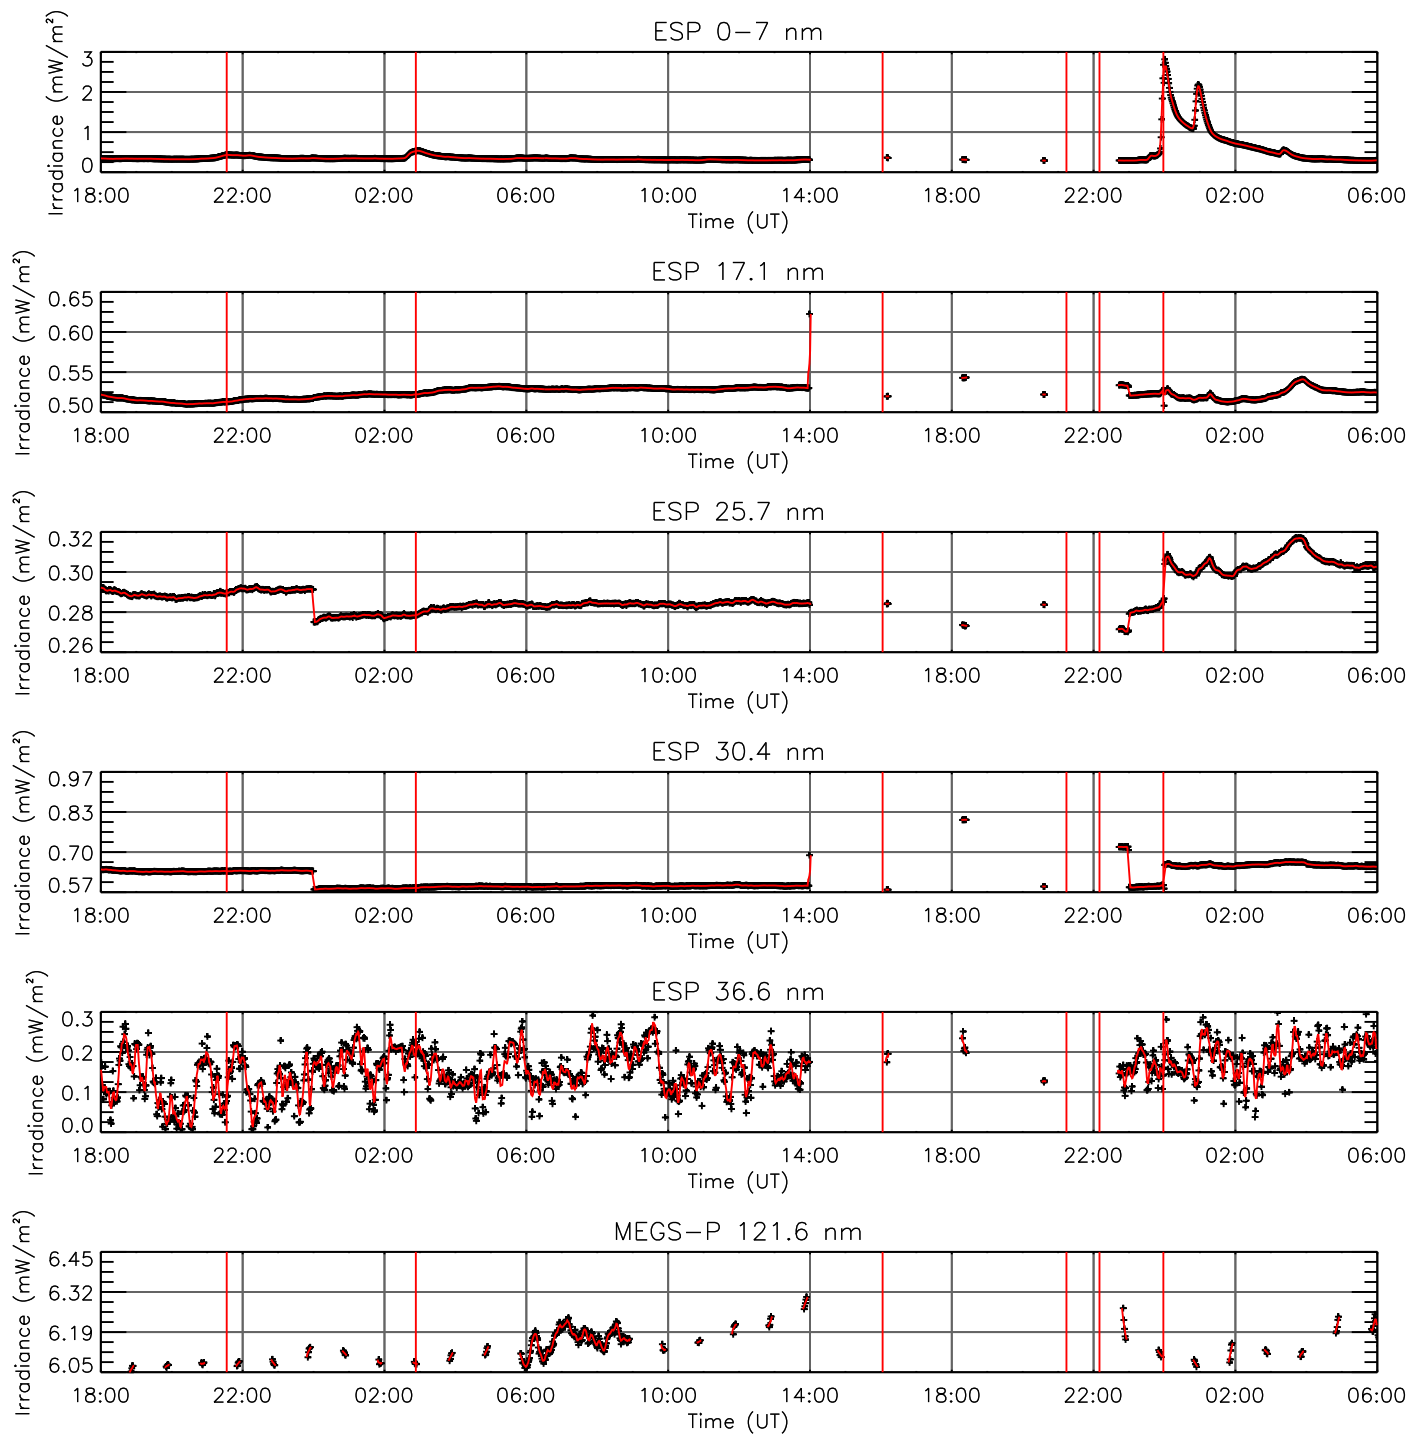 ESP 0-7 nm
Irradiance (mW/m²)
3
2
1
0
18:00 22:00 02:00 06:00 10:00 14:00 18:00 22:00 02:00 06:00
Time (UT)
ESP 17.1 nm
Irradiance (mW/m²)
0.65
0.60
0.55
0.50
18:00 22:00 02:00 06:00 10:00 14:00 18:00 22:00 02:00 06:00
Time (UT)
ESP 25.7 nm
Irradiance (mW/m²)
0.32
0.30
0.28
0.26
18:00 22:00 02:00 06:00 10:00 14:00 18:00 22:00 02:00 06:00
Time (UT)
ESP 30.4 nm
Irradiance (mW/m²)
0.97
0.83
0.70
0.57
18:00 22:00 02:00 06:00 10:00 14:00 18:00 22:00 02:00 06:00
Time (UT)
ESP 36.6 nm
Irradiance (mW/m²)
0.3
0.2
0.1
0.0
18:00 22:00 02:00 06:00 10:00 14:00 18:00 22:00 02:00 06:00
Time (UT)
MEGS-P 121.6 nm
Irradiance (mW/m²)
6.45
6.32
6.19
6.05
18:00 22:00 02:00 06:00 10:00 14:00 18:00 22:00 02:00 06:00
Time (UT)